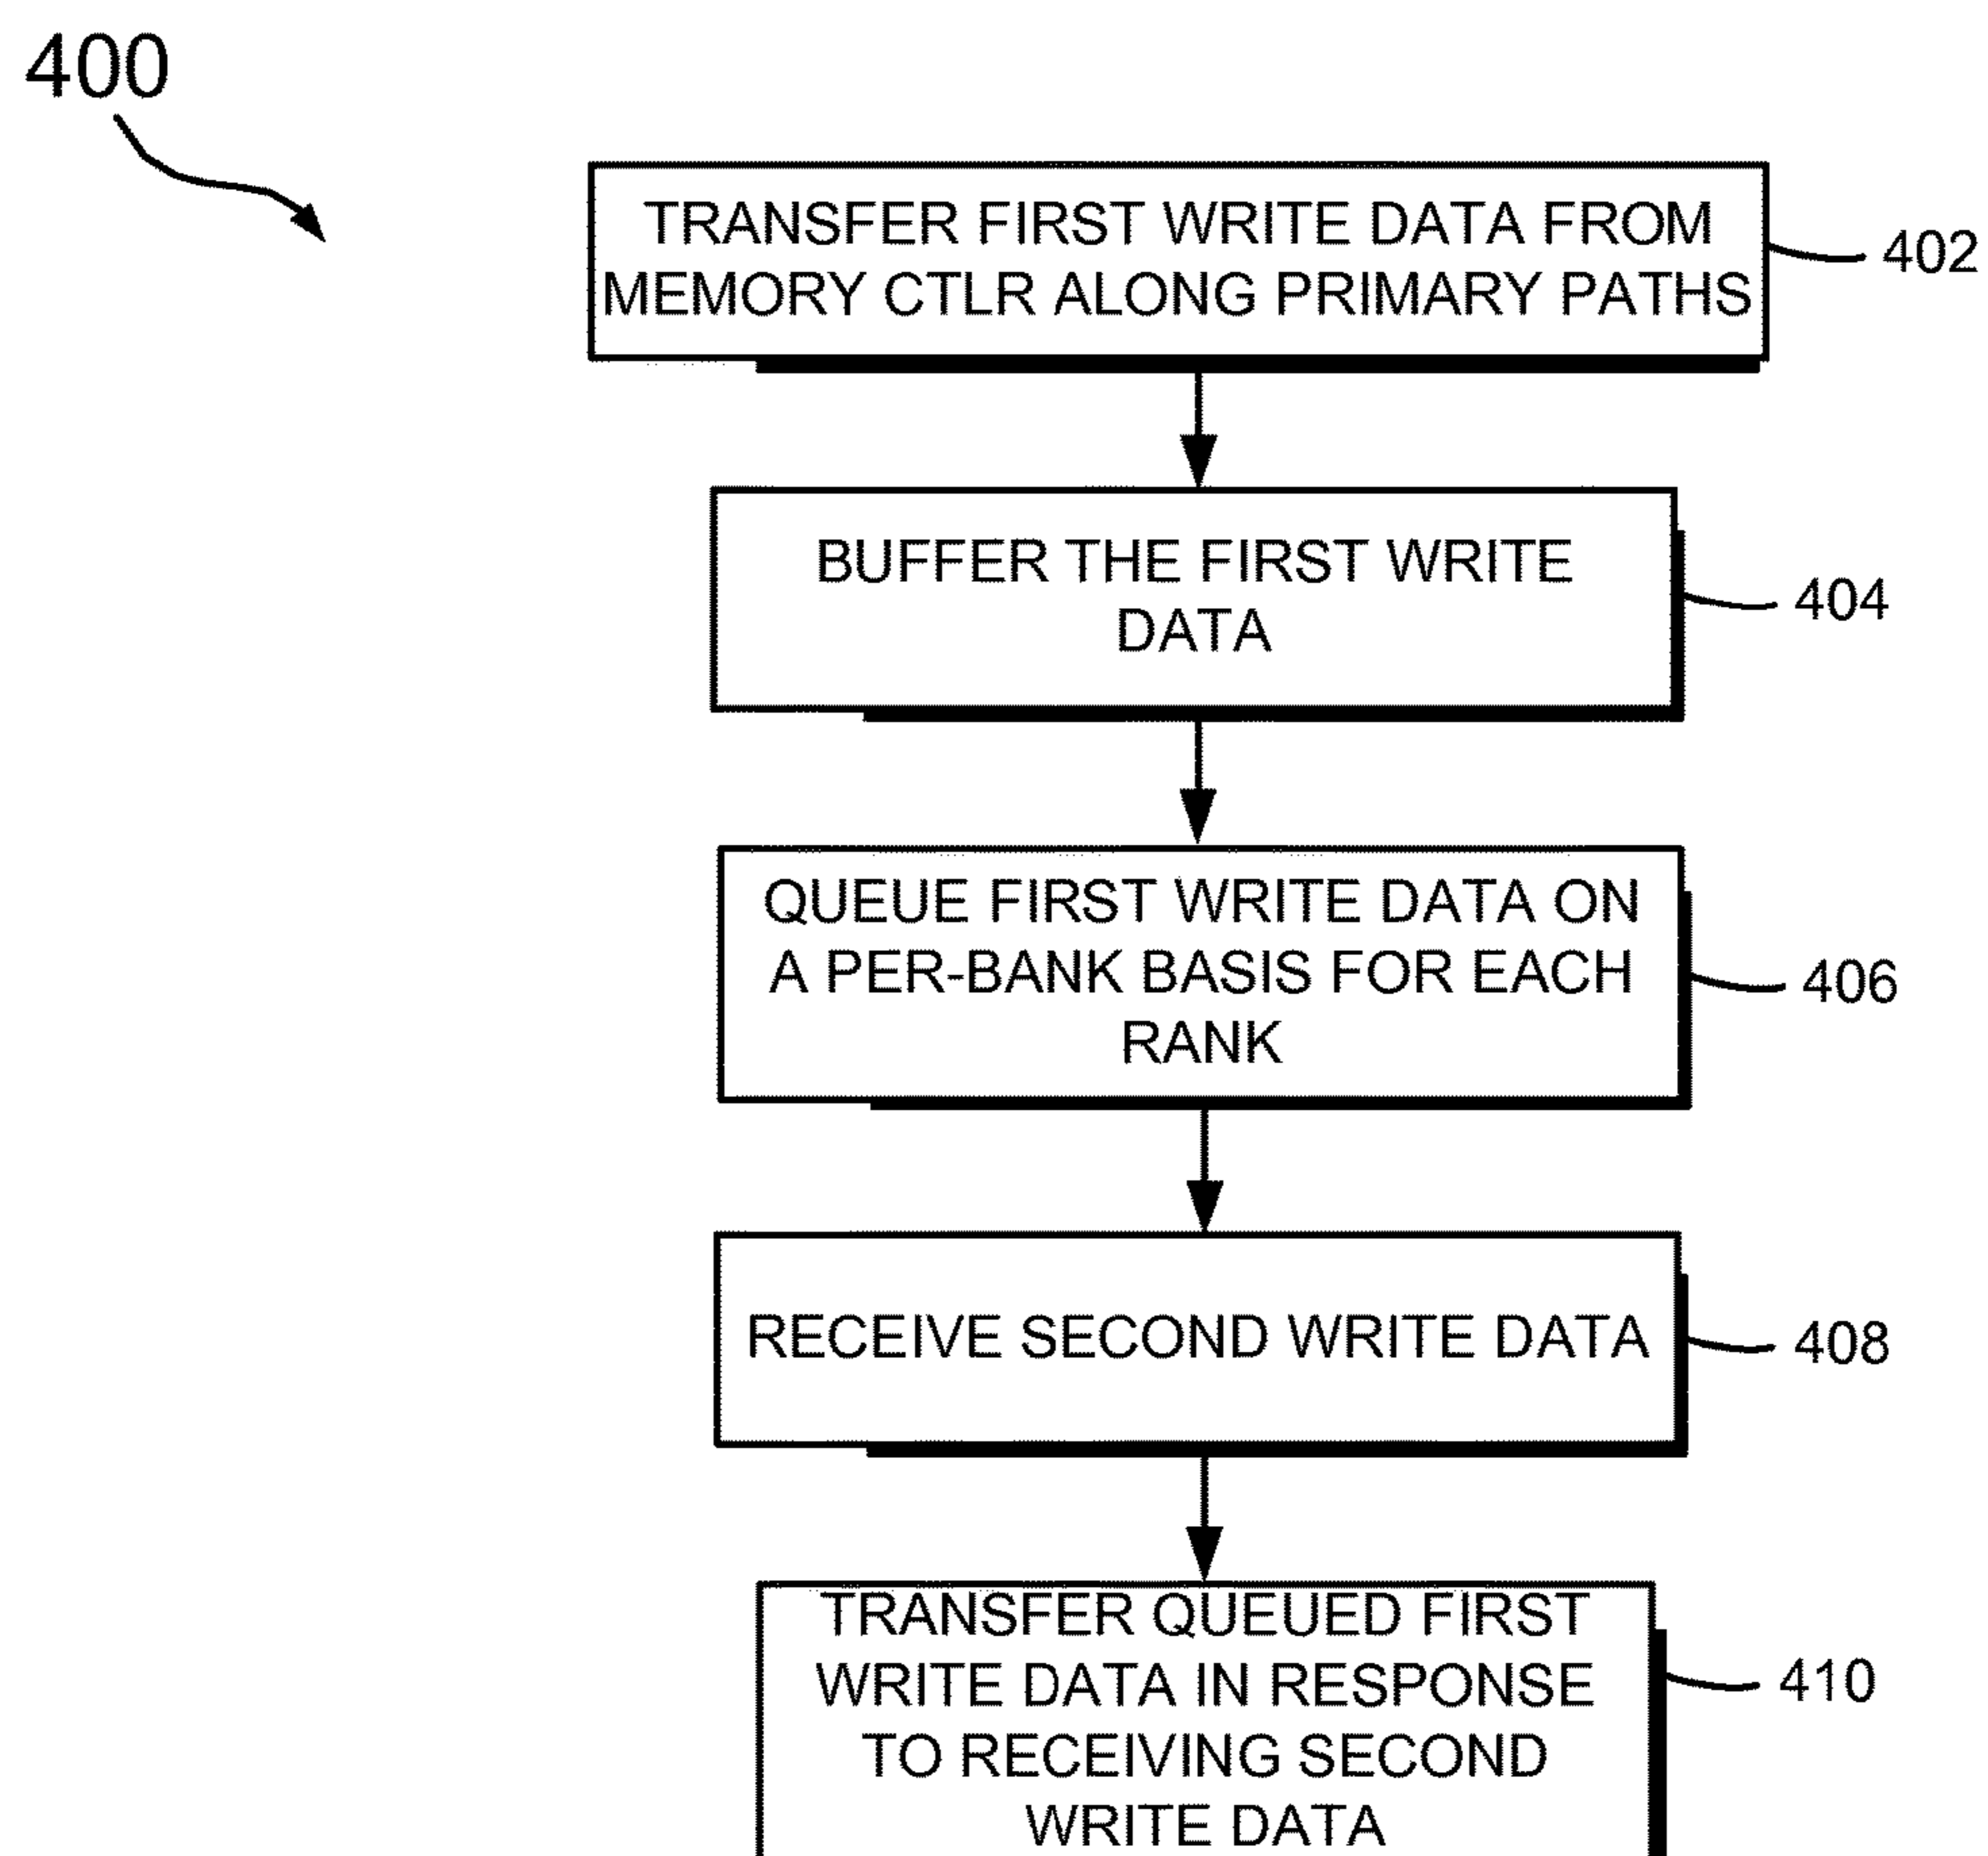 400
TRANSFER FIRST WRITE DATA FROM
MEMORY CTLR ALONG PRIMARY PATHS
402
BUFFER THE FIRST WRITE
DATA
404
QUEUE FIRST WRITE DATA ON
A PER-BANK BASIS FOR EACH
RANK
406
RECEIVE SECOND WRITE DATA
408
TRANSFER QUEUED FIRST
WRITE DATA IN RESPONSE
TO RECEIVING SECOND
WRITE DATA
410